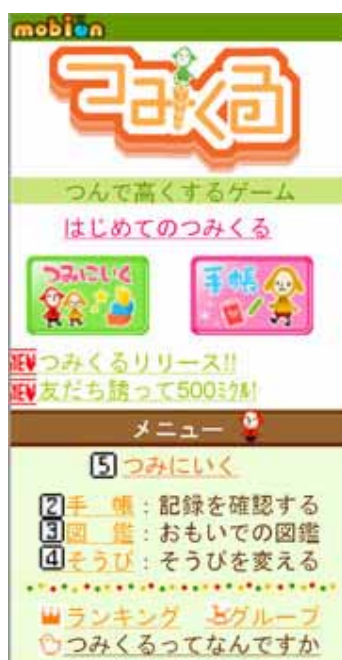 mobion
つみくる
つんで高くするゲーム
はじめてのつみくる
つみにいく 手帳
NEW つみくるリリース!!
NEW 友だち誘って500ミクル!
メニュー
5 つみにいく
2 手 帳 : 記録を確認する
3 図 鑑 : おもいでの図鑑
4 そうび : そうびを変える
ランキング グループ
つみくるってなんですか